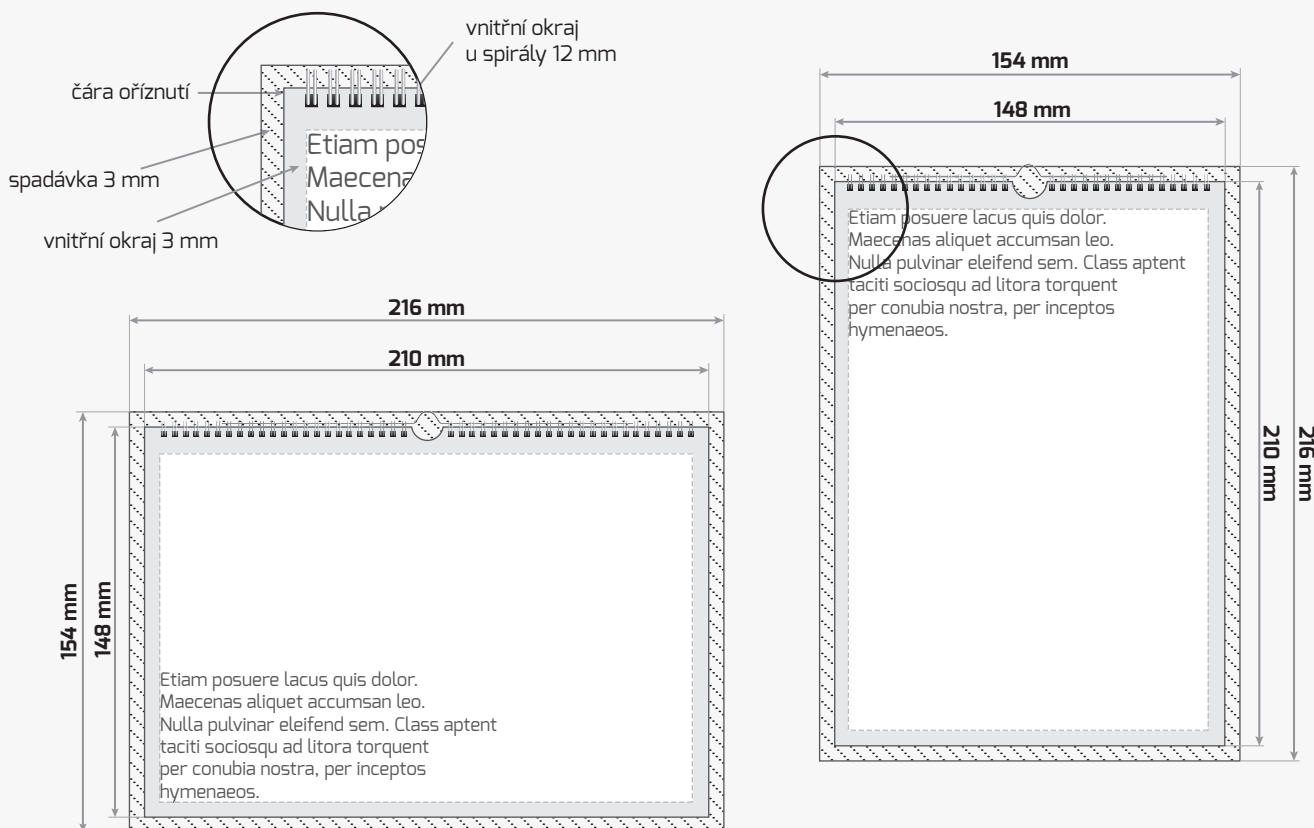 vnitřní okraj
u spirály 12 mm
čára oříznutí
spadávka 3 mm
vnitřní okraj 3 mm
Etiam pos
Maecena
Nulla
154 mm
148 mm
Etiam posuere lacus quis dolor.
Maecenas aliquet accumsan leo.
Nulla pulvinar eleifend sem. Class aptent
taciti sociosqu ad litora torquent
per conubia nostra, per inceptos
hymenaeos.
210 mm
216 mm
216 mm
210 mm
154 mm
148 mm
Etiam posuere lacus quis dolor.
Maecenas aliquet accumsan leo.
Nulla pulvinar eleifend sem. Class aptent
taciti sociosqu ad litora torquent
per conubia nostra, per inceptos
hymenaeos.